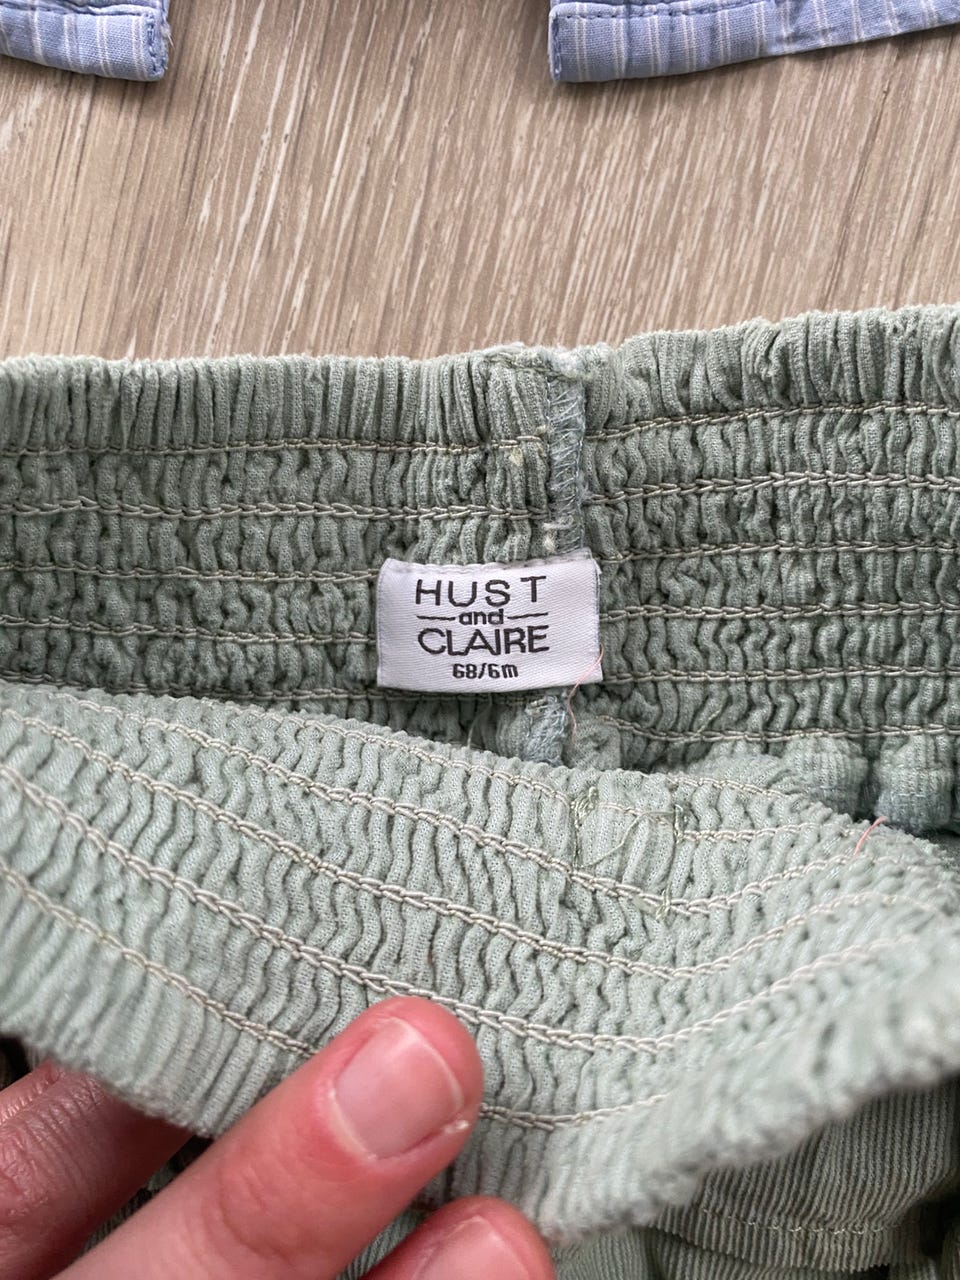 HUST
and
CLAIRE
68/6m